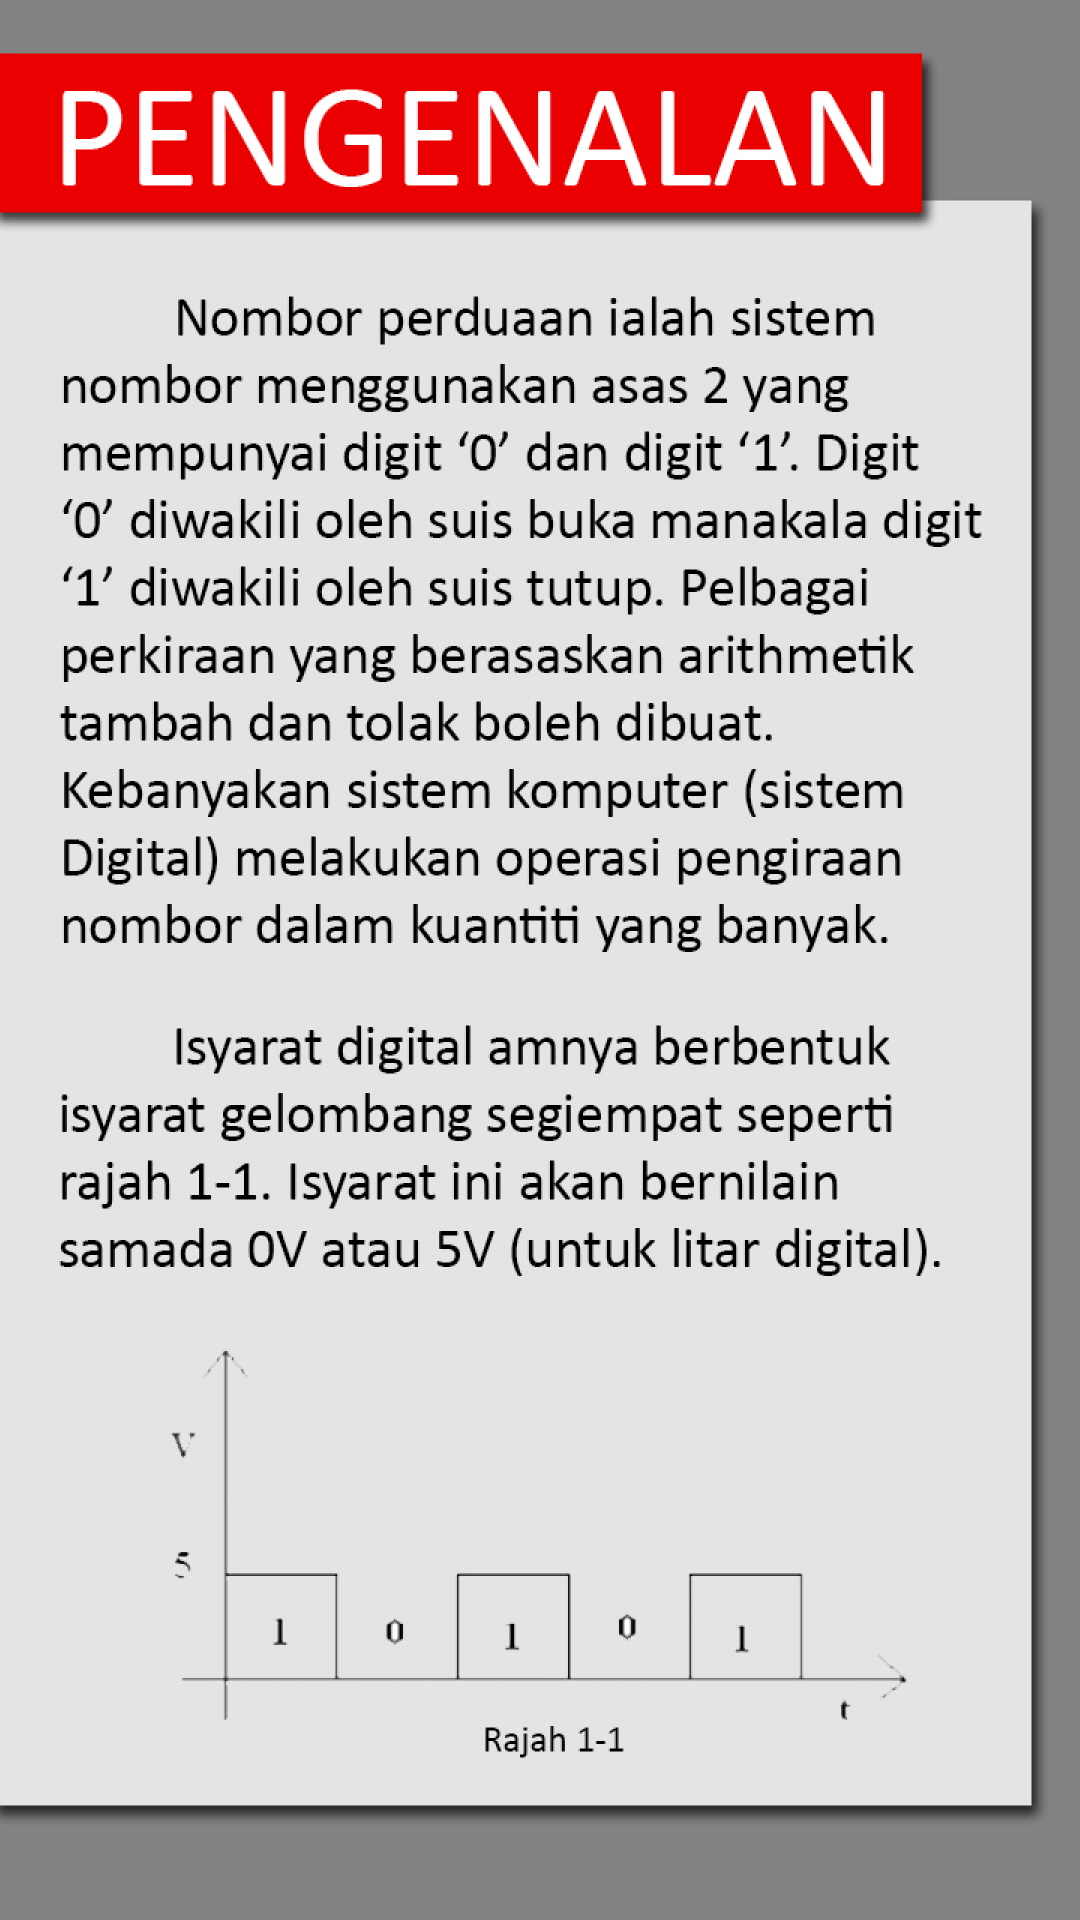 PENGENALAN
Nombor perduaan ialah sistem
nombor menggunakan asas 2 yang
mempunyai digit ‘0’ dan digit ‘1’. Digit
‘0’ diwakili oleh suis buka manakala digit
‘1’ diwakili oleh suis tutup. Pelbagai
perkiraan yang berasaskan arithmetik
tambah dan tolak boleh dibuat.
Kebanyakan sistem komputer (sistem
Digital) melakukan operasi pengiraan
nombor dalam kuantiti yang banyak.
Isyarat digital amnya berbentuk
isyarat gelombang segiempat seperti
rajah 1-1. Isyarat ini akan bernilain
samada 0V atau 5V (untuk litar digital).
V
5
1 0 1 0 1
t
Rajah 1-1